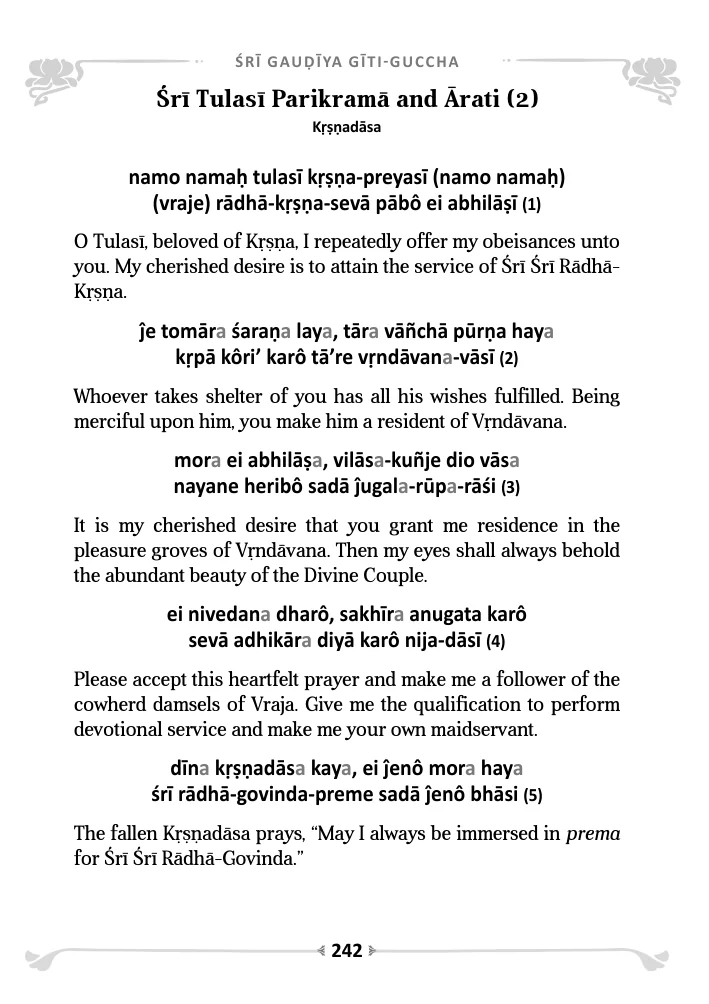 ŚRĪ GAUḌĪYA GĪTI-GUCCHA
Śrī Tulasī Parikramā and Ārati (2)
Kṛṣṇadāsa
namo namaḥ tulasī kṛṣṇa-preyasī (namo namaḥ)
(vraje) rādhā-kṛṣṇa-sevā pābô ei abhilāṣī (1)
O Tulasī, beloved of Kṛṣṇa, I repeatedly offer my obeisances unto
you. My cherished desire is to attain the service of Śrī Śrī Rādhā-
Kṛṣṇa.
ĵe tomāra śaraṇa laya, tāra vāñchā pūrṇa haya
kṛpā kôri’ karô tā’re vṛndāvana-vāsī (2)
Whoever takes shelter of you has all his wishes fulfilled. Being
merciful upon him, you make him a resident of Vṛndāvana.
mora ei abhilāṣa, vilāsa-kuñje dio vāsa
nayane heribô sadā ĵugala-rūpa-rāśi (3)
It is my cherished desire that you grant me residence in the
pleasure groves of Vṛndāvana. Then my eyes shall always behold
the abundant beauty of the Divine Couple.
ei nivedana dharô, sakhīra anugata karô
sevā adhikāra diyā karô nija-dāsī (4)
Please accept this heartfelt prayer and make me a follower of the
cowherd damsels of Vraja. Give me the qualification to perform
devotional service and make me your own maidservant.
dīna kṛṣṇadāsa kaya, ei ĵenô mora haya
śrī rādhā-govinda-preme sadā ĵenô bhāsi (5)
The fallen Kṛṣṇadāsa prays, “May I always be immersed in prema
for Śrī Śrī Rādhā-Govinda.”
242